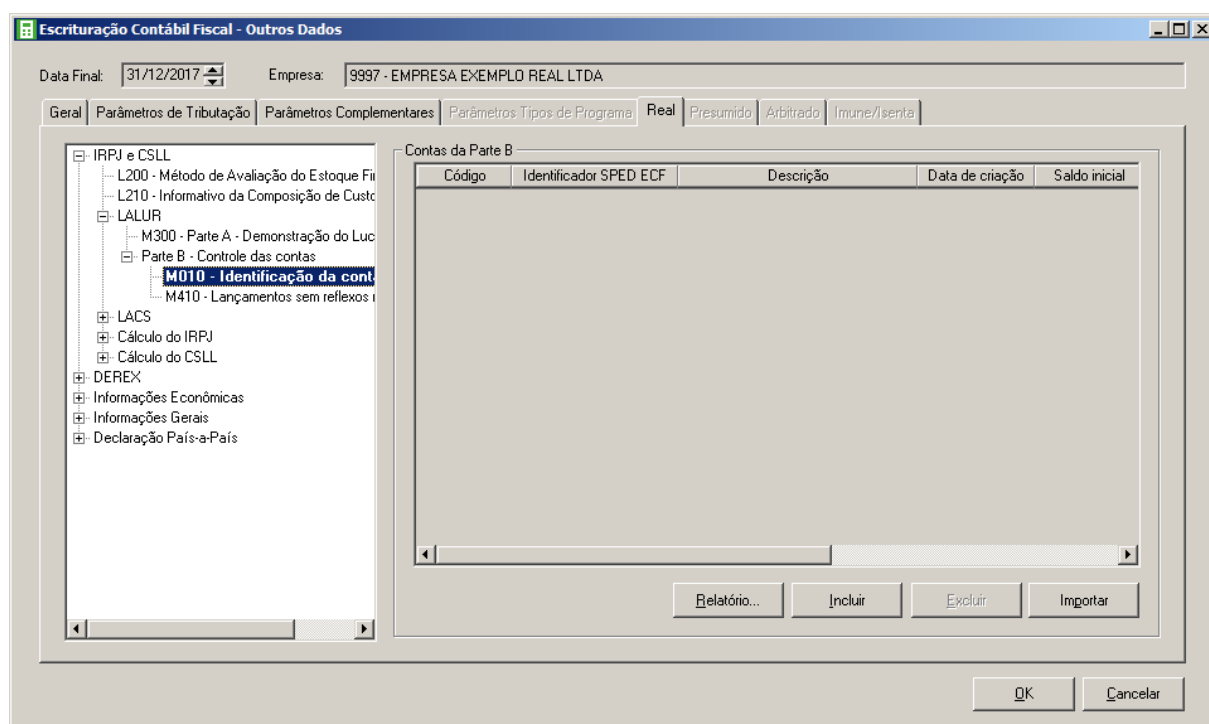 Escrituração Contábil Fiscal - Outros Dados
Data Final: 31/12/2017 Empresa: 9997 - EMPRESA EXEMPLO REAL LTDA
Geral Parâmetros de Tributação Parâmetros Complementares Parâmetros Tipos de Programa Real Presumido Arbitrado Imune/Isenta
IRPJ e CSLL
L200 - Método de Avaliação do Estoque Fi
L210 - Informativo da Composição de Custo
LALUR
M300 - Parte A - Demonstração do Luc
Parte B - Controle das contas
M010 - Identificação da conta
M410 - Lançamentos sem reflexos
LACS
Cálculo do IRPJ
Cálculo do CSLL
DEREX
Informações Econômicas
Informações Gerais
Declaração País-a-País
Contas da Parte B
Código Identificador SPED ECF Descrição Data de criação Saldo inicial
Relatório... Incluir Excluir Importar
OK Cancelar